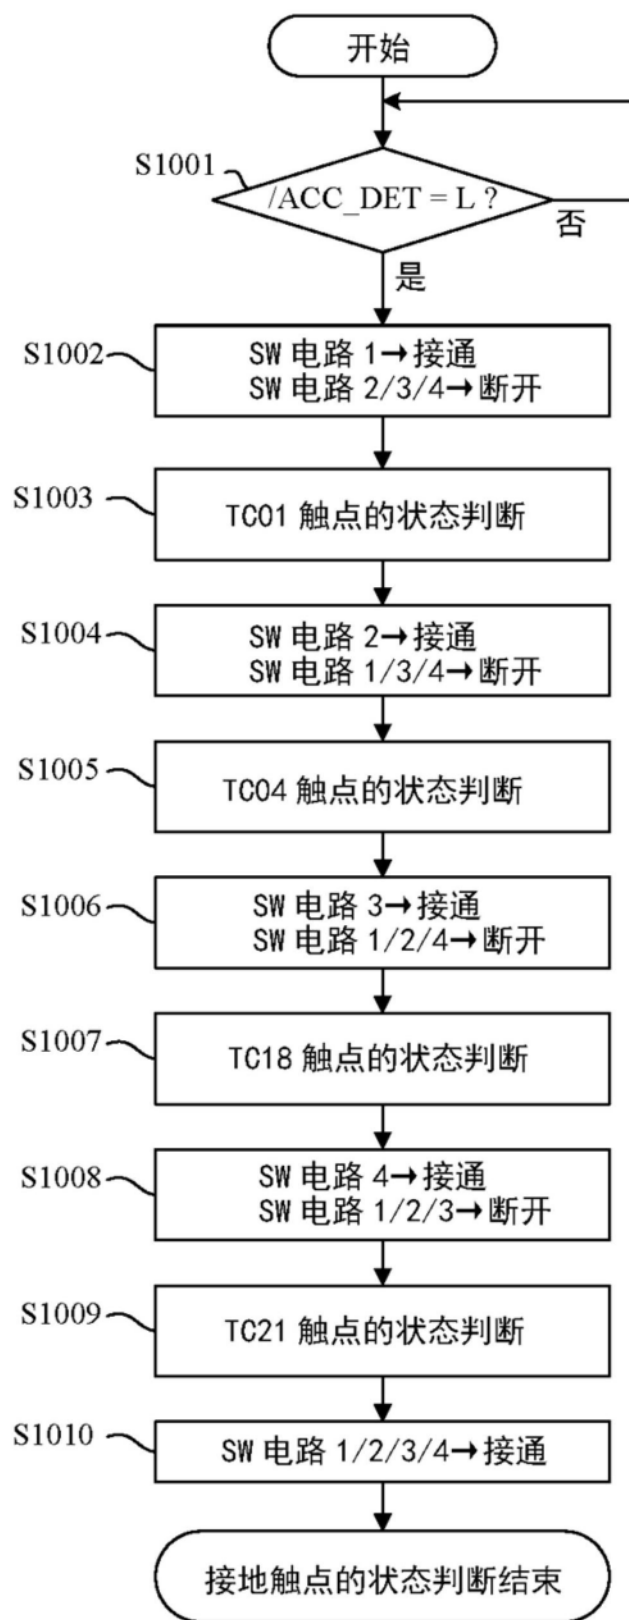 开始
S1001
/ACC_DET = L ?
否
是
S1002
SW 电路 1→接通
SW 电路 2/3/4→断开
S1003
TC01 触点的状态判断
S1004
SW 电路 2→接通
SW 电路 1/3/4→断开
S1005
TC04 触点的状态判断
S1006
SW 电路 3→接通
SW 电路 1/2/4→断开
S1007
TC18 触点的状态判断
S1008
SW 电路 4→接通
SW 电路 1/2/3→断开
S1009
TC21 触点的状态判断
S1010
SW 电路 1/2/3/4→接通
接地触点的状态判断结束